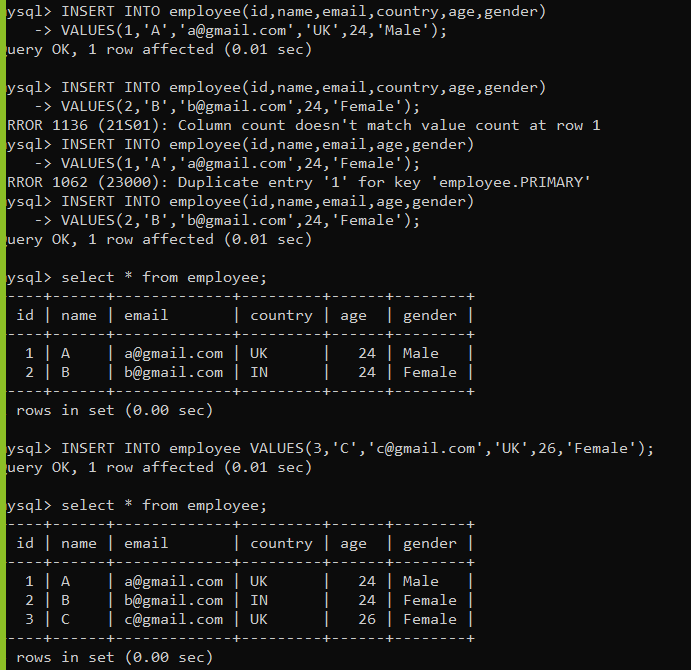 ysql> INSERT INTO employee(id,name,email,country,age,gender)
-> VALUES(1,'A','a@gmail.com','UK',24,'Male');
uery OK, 1 row affected (0.01 sec)
ysql> INSERT INTO employee(id,name,email,country,age,gender)
-> VALUES(2,'B','b@gmail.com',24,'Female');
RROR 1136 (21S01): Column count doesn't match value count at row 1
ysql> INSERT INTO employee(id,name,email,age,gender)
-> VALUES(1,'A','a@gmail.com',24,'Female');
RROR 1062 (23000): Duplicate entry '1' for key 'employee.PRIMARY'
ysql> INSERT INTO employee(id,name,email,age,gender)
-> VALUES(2,'B','b@gmail.com',24,'Female');
uery OK, 1 row affected (0.01 sec)
ysql> select * from employee;
----+------+-------------+---------+------+--------+
id | name | email | country | age | gender |
----+------+-------------+---------+------+--------+
1 | A | a@gmail.com | UK | 24 | Male |
2 | B | b@gmail.com | IN | 24 | Female |
----+------+-------------+---------+------+--------+
rows in set (0.00 sec)
ysql> INSERT INTO employee VALUES(3,'C','c@gmail.com','UK',26,'Female');
uery OK, 1 row affected (0.01 sec)
ysql> select * from employee;
----+------+-------------+---------+------+--------+
id | name | email | country | age | gender |
----+------+-------------+---------+------+--------+
1 | A | a@gmail.com | UK | 24 | Male |
2 | B | b@gmail.com | IN | 24 | Female |
3 | C | c@gmail.com | UK | 26 | Female |
----+------+-------------+---------+------+--------+
rows in set (0.00 sec)